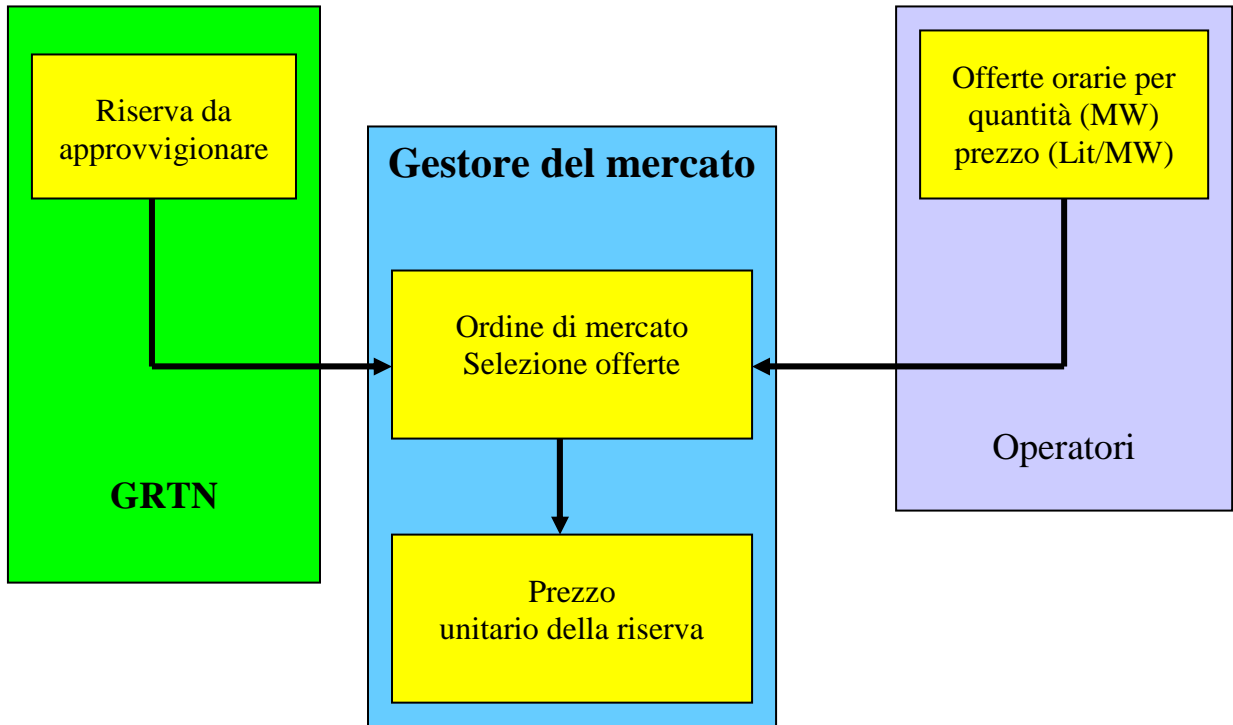 Riserva da
approvvigionare
GRTN
Gestore del mercato
Ordine di mercato
Selezione offerte
Prezzo
unitario della riserva
Offerte orarie per
quantità (MW)
prezzo (Lit/MW)
Operatori